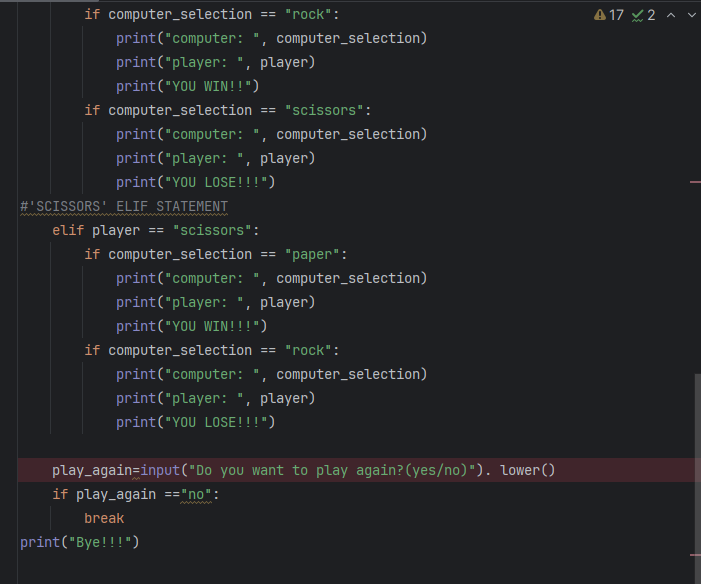 17 2
if computer_selection == "rock":
print("computer: ", computer_selection)
print("player: ", player)
print("YOU WIN!!")
if computer_selection == "scissors":
print("computer: ", computer_selection)
print("player: ", player)
print("YOU LOSE!!!")
#'SCISSORS' ELIF STATEMENT
elif player == "scissors":
if computer_selection == "paper":
print("computer: ", computer_selection)
print("player: ", player)
print("YOU WIN!!!")
if computer_selection == "rock":
print("computer: ", computer_selection)
print("player: ", player)
print("YOU LOSE!!!")
play_again=input("Do you want to play again?(yes/no)"). lower()
if play_again =="no":
break
print("Bye!!!")